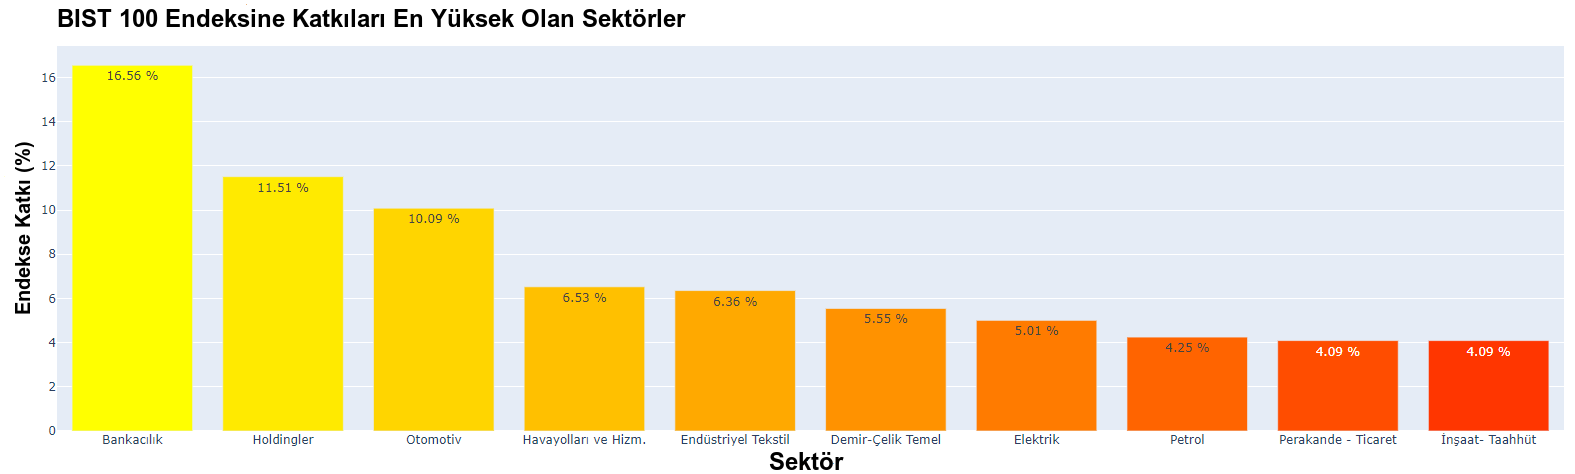 BIST 100 Endeksine Katkıları En Yüksek Olan Sektörler
Endekse Katkı (%)
16
14
12
10
8
6
4
2
0
16.56 %
11.51 %
10.09 %
6.53 %
6.36 %
5.55 %
5.01 %
4.25 %
4.09 %
4.09 %
Bankacılık
Holdingler
Otomotiv
Havayolları ve Hizm.
Endüstriyel Tekstil
Demir-Çelik Temel
Elektrik
Petrol
Perakande - Ticaret
İnşaat- Taahhüt
Sektör